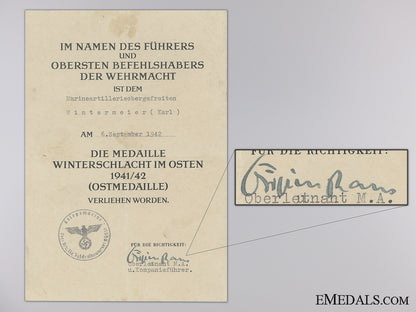 IM NAMEN DES FÜHRERS
UND
OBERSTEN BEFEHLSHABERS
DER WEHRMACHT
IST DEM
Marineartillerieobergefreiten
Wintermeier (Karl)
AM 6.September 1942
DIE MEDAILLE
WINTERSCHLACHT IM OSTEN
1941/42
(OSTMEDAILLE)
VERLIEHEN WORDEN.
FÜR DIE RICHTIGKEIT:
Oberleutnant M.A.
u.Kompanieführer.
FÜR DIE RICHTIGKEIT:
Oberleutnant M.A.
EMEDALS.COM